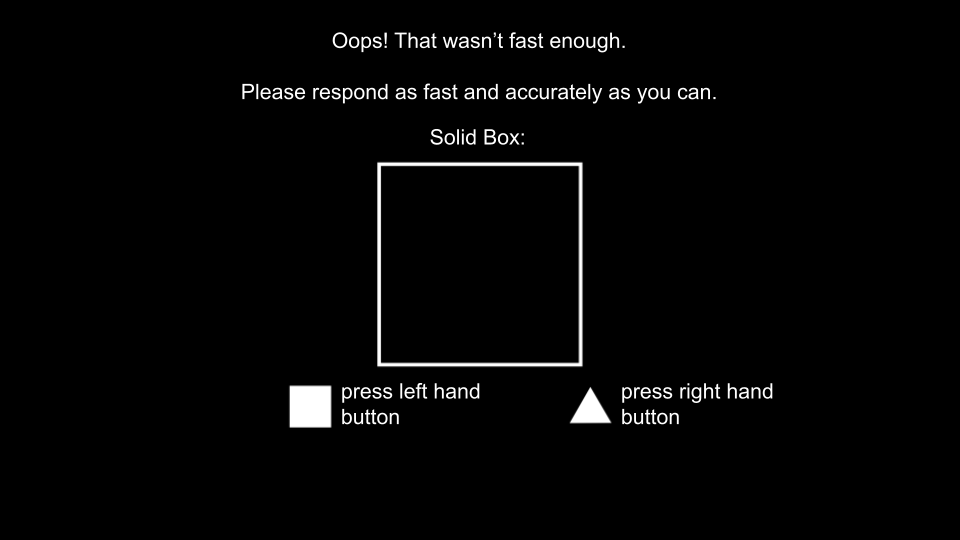 Oops! That wasn’t fast enough.
Please respond as fast and accurately as you can.
Solid Box:
press left hand
button
press right hand
button